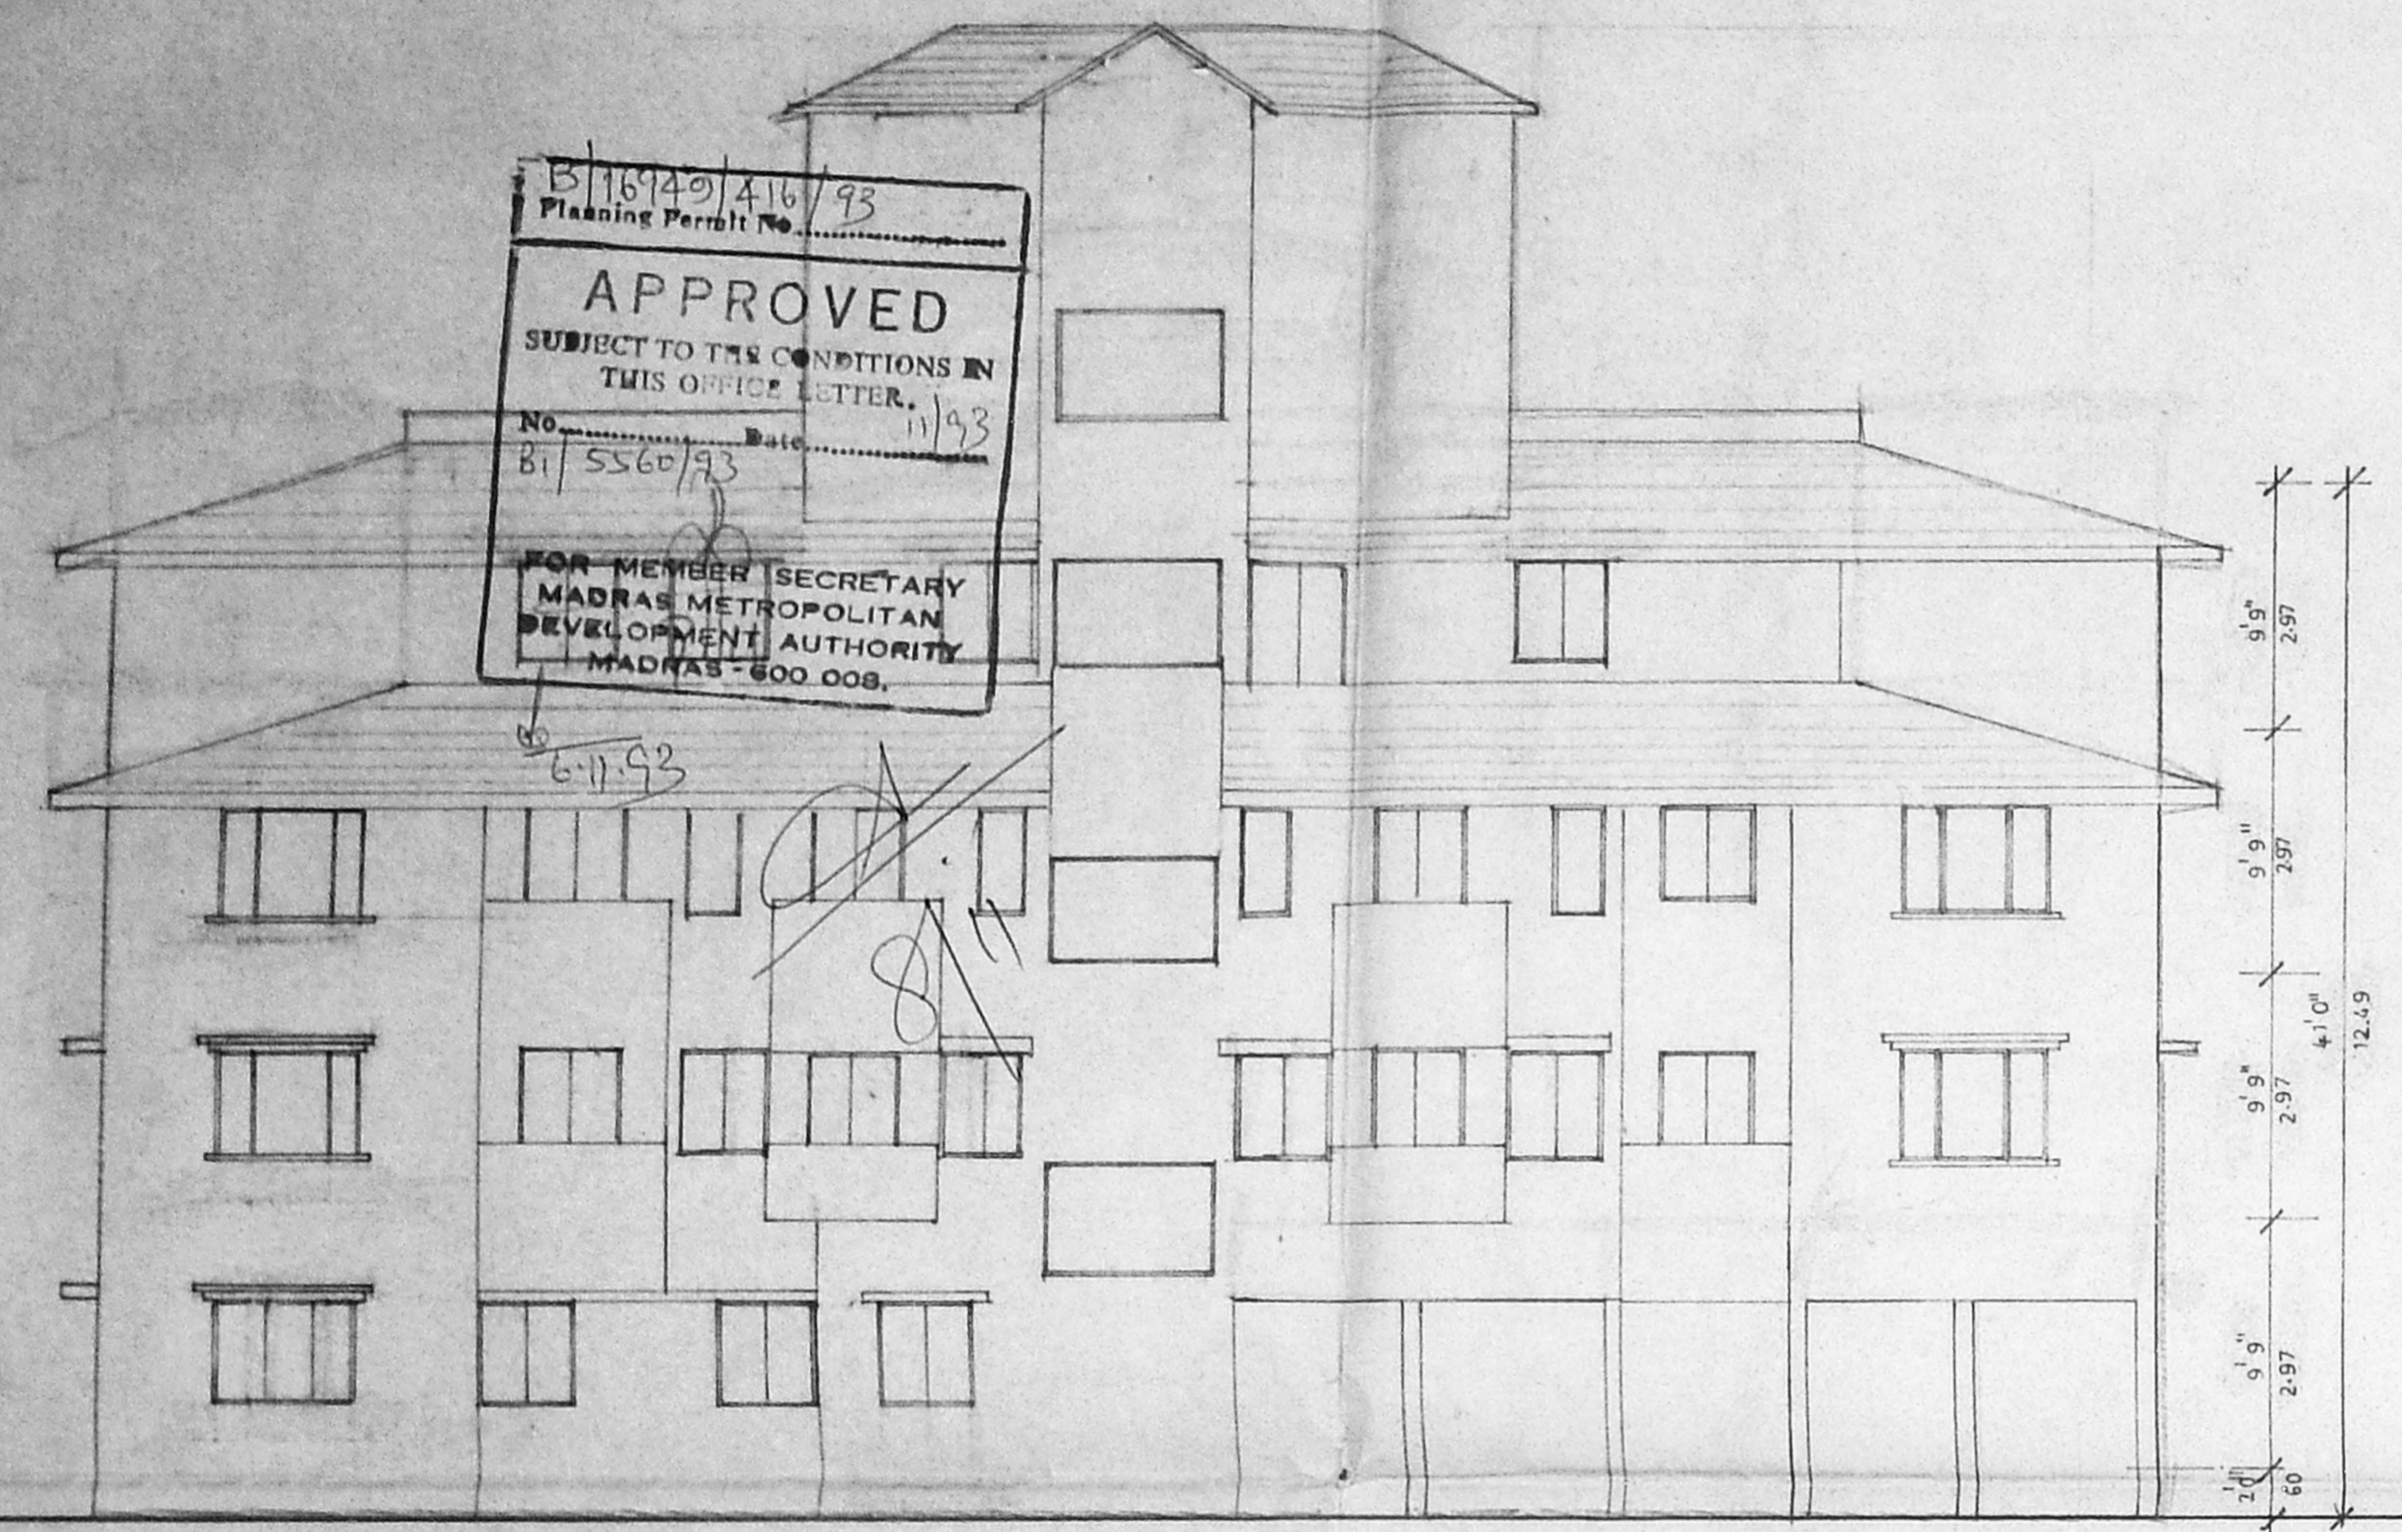 B/16949/416/93
Planning Permit No....................
APPROVED
SUBJECT TO THE CONDITIONS IN
THIS OFFICE LETTER.
No....................Date....................11/93
B1/5560/93
FOR MEMBER SECRETARY
MADRAS METROPOLITAN
DEVELOPMENT AUTHORITY
MADRAS - 600 008.
6.11.93
8/11
9'9"
2.97
9'9"
2.97
9'9"
2.97
9'9"
2.97
2'0"
60
41'0"
12.49